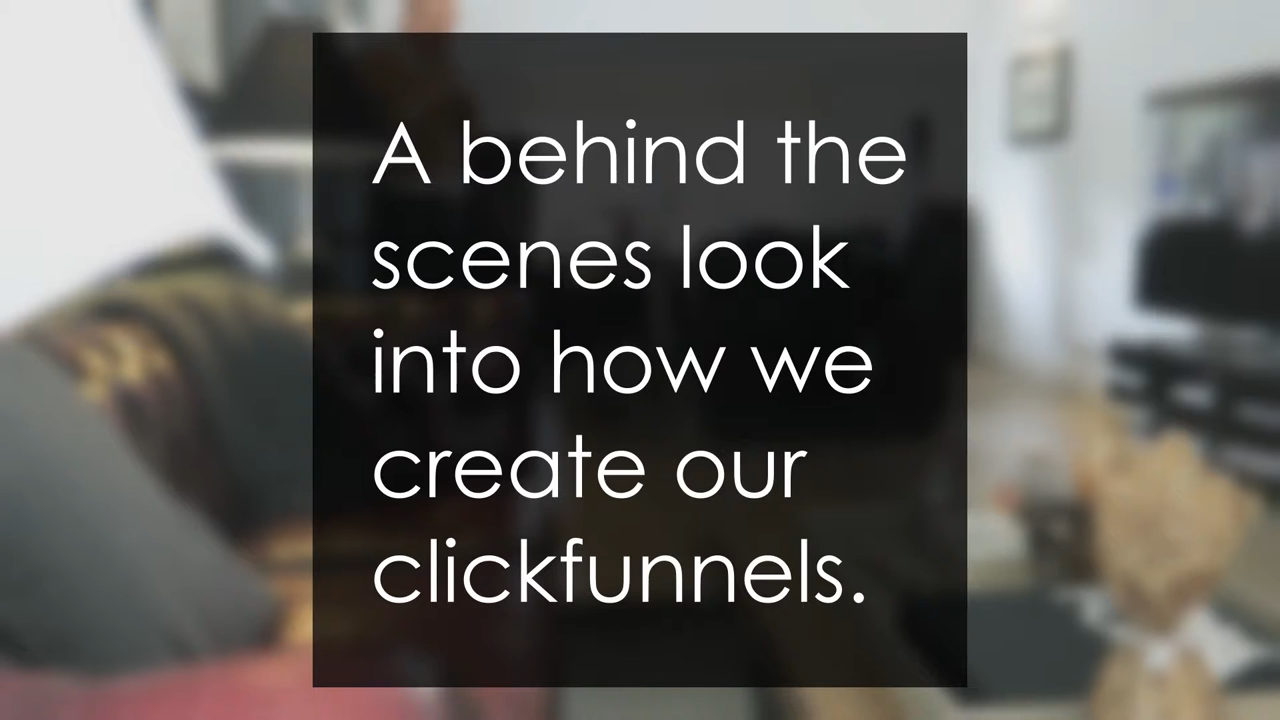 A behind the
scenes look
into how we
create our
clickfunnels.